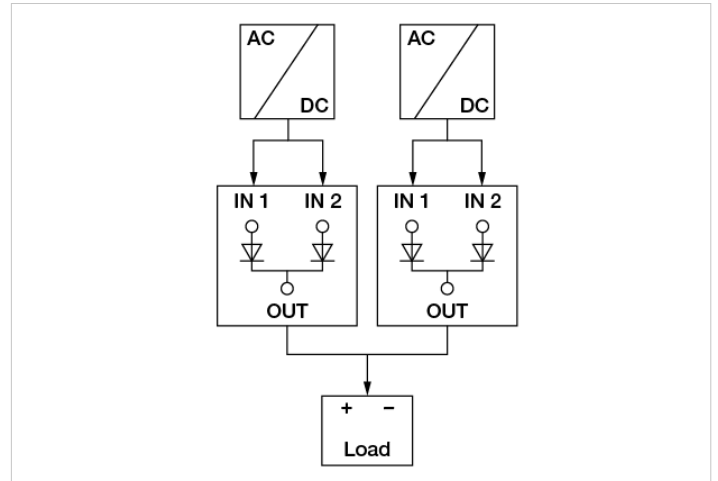 AC
DC
AC
DC
IN 1 IN 2
OUT
IN 1 IN 2
OUT
+ −
Load